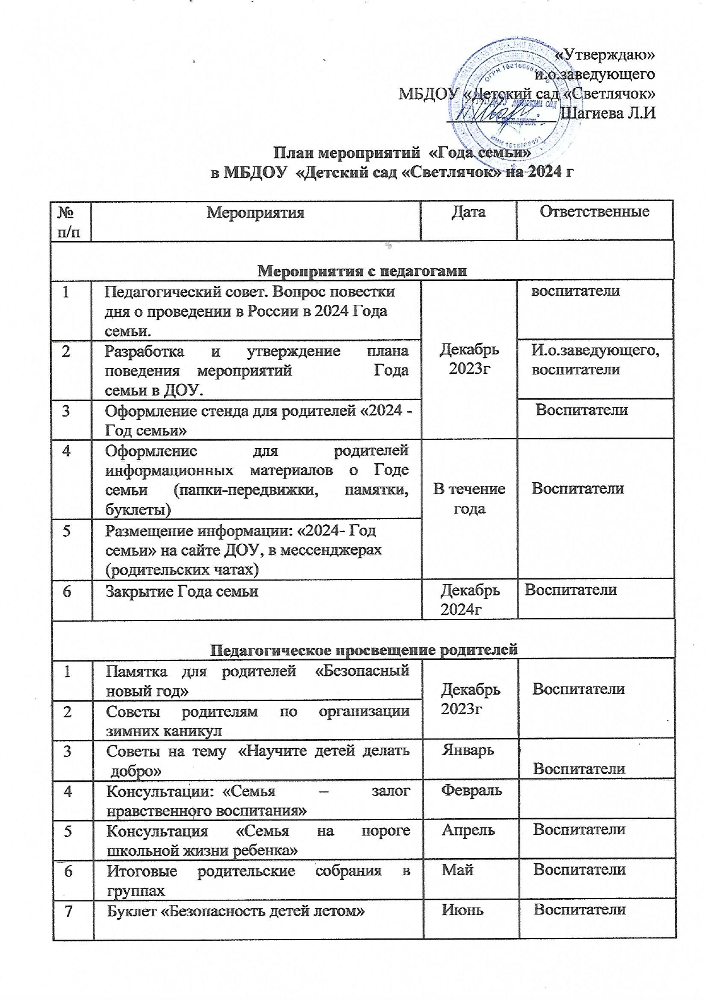 «Утверждаю»
и.о.заведующего
МБДОУ «Детский сад «Светлячок»
Шагиева Л.И
План мероприятий «Года семьи»
в МБДОУ «Детский сад «Светлячок» на 2024 г
№ Мероприятия Дата Ответственные
п/п
Мероприятия с педагогами
1 Педагогический совет. Вопрос повестки воспитатели
дня о проведении в России в 2024 Года
семьи.
2 Разработка и утверждение плана Декабрь И.о.заведующего,
поведения мероприятий Года 2023г воспитатели
семьи в ДОУ.
3 Оформление стенда для родителей «2024 - Воспитатели
Год семьи»
4 Оформление для родителей
информационных материалов о Годе
семьи (папки-передвижки, памятки, В течение Воспитатели
буклеты) года
5 Размещение информации: «2024- Год
семьи» на сайте ДОУ, в мессенджерах
(родительских чатах)
6 Закрытие Года семьи Декабрь Воспитатели
2024г
Педагогическое просвещение родителей
1 Памятка для родителей «Безопасный
новый год» Декабрь Воспитатели
2 Советы родителям по организации 2023г
зимних каникул
3 Советы на тему «Научите детей делать Январь
добро» Воспитатели
4 Консультации: «Семья – залог Февраль
нравственного воспитания»
5 Консультация «Семья на пороге Апрель Воспитатели
школьной жизни ребенка»
6 Итоговые родительские собрания в Май Воспитатели
группах
7 Буклет «Безопасность детей летом» Июнь Воспитатели